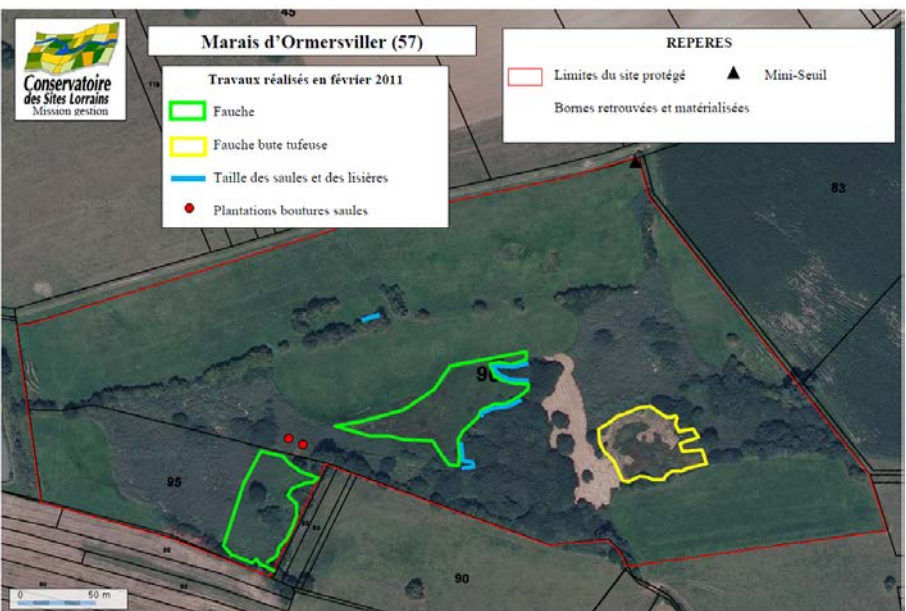 45
Conservatoire
des Sites Lorrains
Mission gestion
Marais d'Ormersviller (57)
Travaux réalisés en février 2011
Fauche
Fauche bute tufeuse
Taille des saules et des lisières
Plantations boutures saules
REPERES
Limites du site protégé
Mini-Seuil
Bornes retrouvées et matérialisées
83
95
90
0 50 m